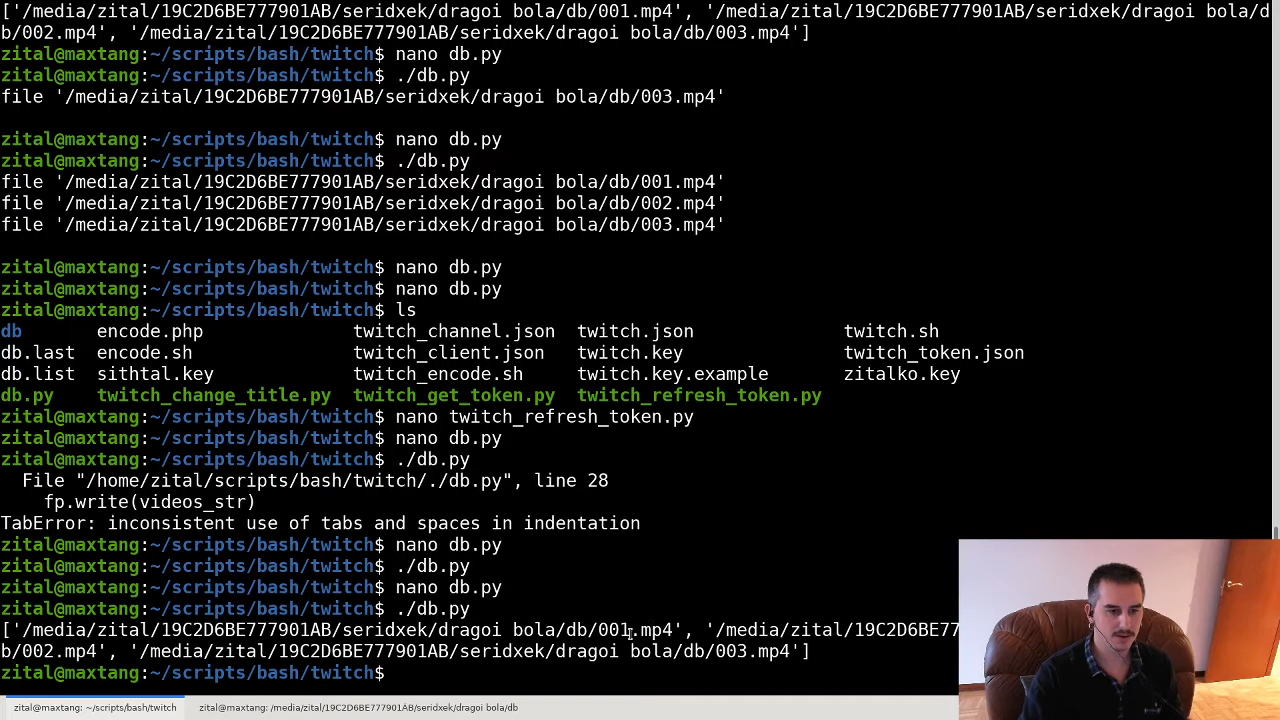 ['/media/zital/19C2D6BE777901AB/seridxek/dragoi bola/db/001.mp4', '/media/zital/19C2D6BE777901AB/seridxek/dragoi bola/d
b/002.mp4', '/media/zital/19C2D6BE777901AB/seridxek/dragoi bola/db/003.mp4']
zital@maxtang:~/scripts/bash/twitch$ nano db.py
zital@maxtang:~/scripts/bash/twitch$ ./db.py
file '/media/zital/19C2D6BE777901AB/seridxek/dragoi bola/db/003.mp4'
zital@maxtang:~/scripts/bash/twitch$ nano db.py
zital@maxtang:~/scripts/bash/twitch$ ./db.py
file '/media/zital/19C2D6BE777901AB/seridxek/dragoi bola/db/001.mp4'
file '/media/zital/19C2D6BE777901AB/seridxek/dragoi bola/db/002.mp4'
file '/media/zital/19C2D6BE777901AB/seridxek/dragoi bola/db/003.mp4'
zital@maxtang:~/scripts/bash/twitch$ nano db.py
zital@maxtang:~/scripts/bash/twitch$ nano db.py
zital@maxtang:~/scripts/bash/twitch$ ls
db encode.php twitch_channel.json twitch.json twitch.sh
db.last encode.sh twitch_client.json twitch.key twitch_token.json
db.list sithtal.key twitch_encode.sh twitch.key.example zitalko.key
db.py twitch_change_title.py twitch_get_token.py twitch_refresh_token.py
zital@maxtang:~/scripts/bash/twitch$ nano twitch_refresh_token.py
zital@maxtang:~/scripts/bash/twitch$ nano db.py
zital@maxtang:~/scripts/bash/twitch$ ./db.py
File "/home/zital/scripts/bash/twitch/./db.py", line 28
fp.write(videos_str)
TabError: inconsistent use of tabs and spaces in indentation
zital@maxtang:~/scripts/bash/twitch$ nano db.py
zital@maxtang:~/scripts/bash/twitch$ ./db.py
zital@maxtang:~/scripts/bash/twitch$ nano db.py
zital@maxtang:~/scripts/bash/twitch$ ./db.py
['/media/zital/19C2D6BE777901AB/seridxek/dragoi bola/db/001.mp4', '/media/zital/19C2D6BE77
b/002.mp4', '/media/zital/19C2D6BE777901AB/seridxek/dragoi bola/db/003.mp4']
zital@maxtang:~/scripts/bash/twitch$
zital@maxtang: ~/scripts/bash/twitch
zital@maxtang: /media/zital/19C2D6BE777901AB/seridxek/dragoi bola/db